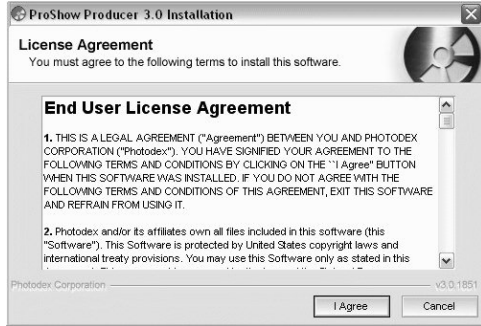 ProShow Producer 3.0 Installation
License Agreement
You must agree to the following terms to install this software.
End User License Agreement
1. THIS IS A LEGAL AGREEMENT ("Agreement") BETWEEN YOU AND PHOTODEX
CORPORATION ("Photodex"). YOU HAVE SIGNIFIED YOUR AGREEMENT TO THE
FOLLOWING TERMS AND CONDITIONS BY CLICKING ON THE ``I Agree" BUTTON
WHEN THIS SOFTWARE WAS INSTALLED. IF YOU DO NOT AGREE WITH THE
FOLLOWING TERMS AND CONDITIONS OF THIS AGREEMENT, EXIT THIS SOFTWARE
AND REFRAIN FROM USING IT.
2. Photodex and/or its affiliates own all files included in this software (this
"Software"). This Software is protected by United States copyright laws and
international treaty provisions. You may use this Software only as stated in this
Photodex Corporation
v3.0.1851
I Agree
Cancel